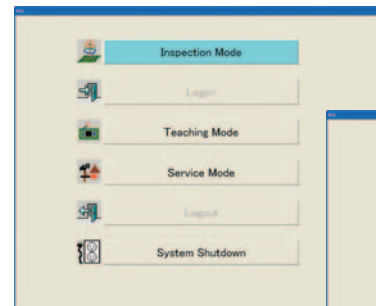 Inspection Mode
Logon
Teaching Mode
Service Mode
Logout
System Shutdown